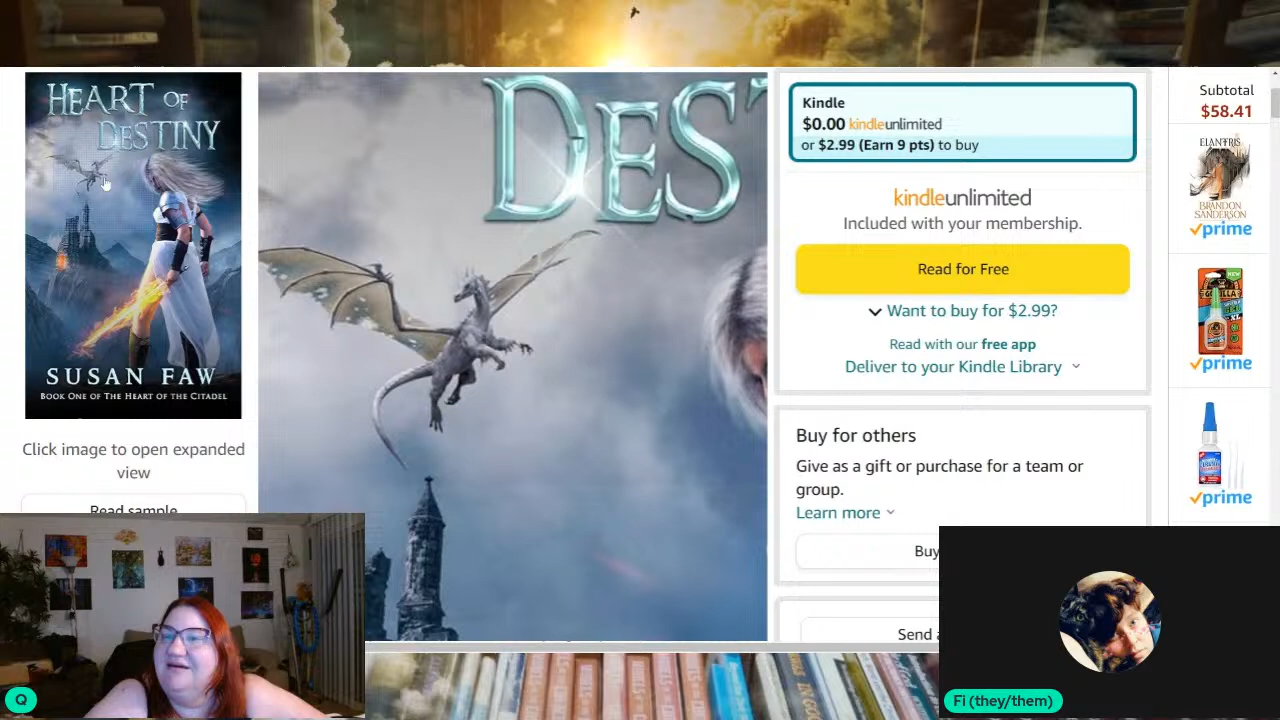 HEART OF
DESTINY
SUSAN FAW
BOOK ONE OF THE HEART OF THE CITADEL
Click image to open expanded
view
Read sample
DES
Kindle
$0.00 kindleunlimited
or $2.99 (Earn 9 pts) to buy
kindleunlimited
Included with your membership.
Read for Free
Want to buy for $2.99?
Read with our free app
Deliver to your Kindle Library
Buy for others
Give as a gift or purchase for a team or
group.
Learn more
Buy
Send a
Subtotal
$58.41
ELANTRIS
BRANDON
SANDERSON
prime
NEW
GORILLA
XL
prime
prime
Q
Fi (they/them)